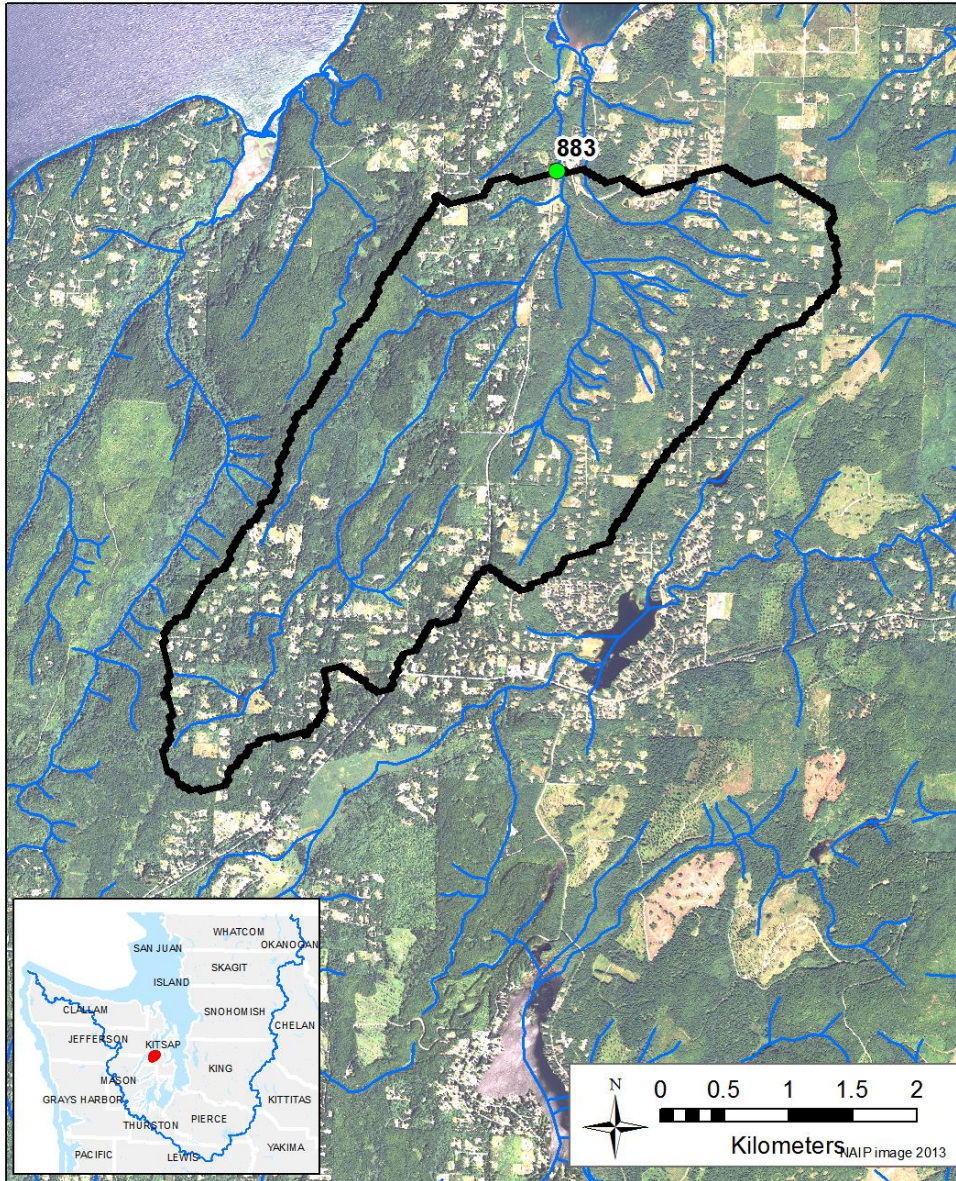 883
WHATCOM
OKANOGAN
SAN JUAN
SKAGIT
ISLAND
SNOHOMISH
CLALLAM
CHELAN
JEFFERSON
KITSAP
KING
MASON
GRAYS HARBOR
KITTITAS
PIERCE
THURSTON
YAKIMA
PACIFIC
LEWIS
N
0 0.5 1 1.5 2
Kilometers
NAIP image 2013